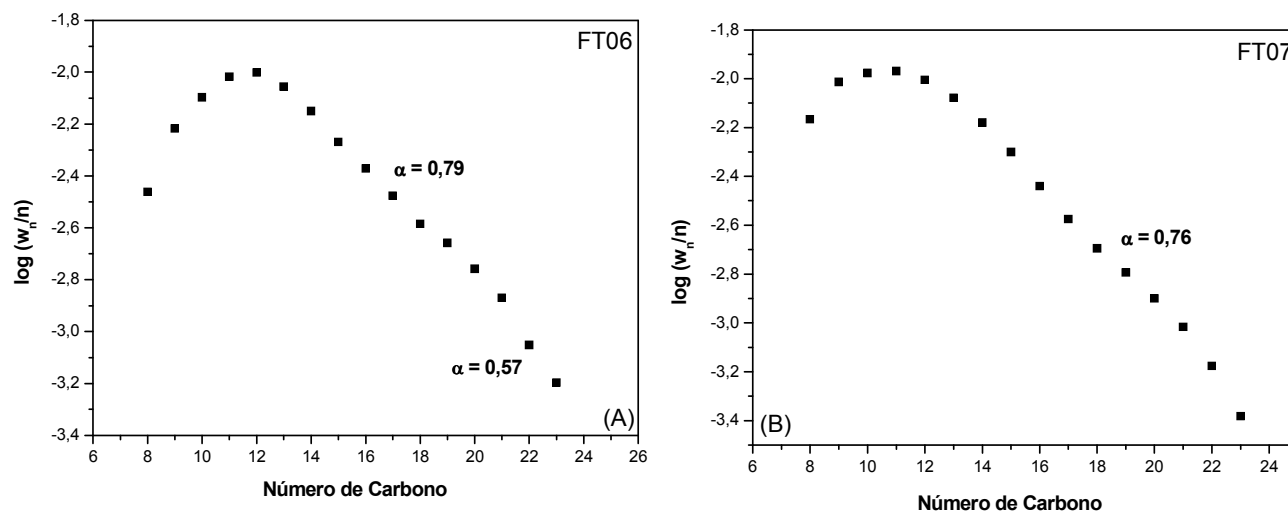 FT06
-1,8
-2,0
-2,2
-2,4
-2,6
-2,8
-3,0
-3,2
-3,4
log (wn/n)
α = 0,79
α = 0,57
(A)
6 8 10 12 14 16 18 20 22 24 26
Número de Carbono
FT07
-1,8
-2,0
-2,2
-2,4
-2,6
-2,8
-3,0
-3,2
-3,4
log (wn/n)
α = 0,76
(B)
6 8 10 12 14 16 18 20 22 24
Número de Carbono